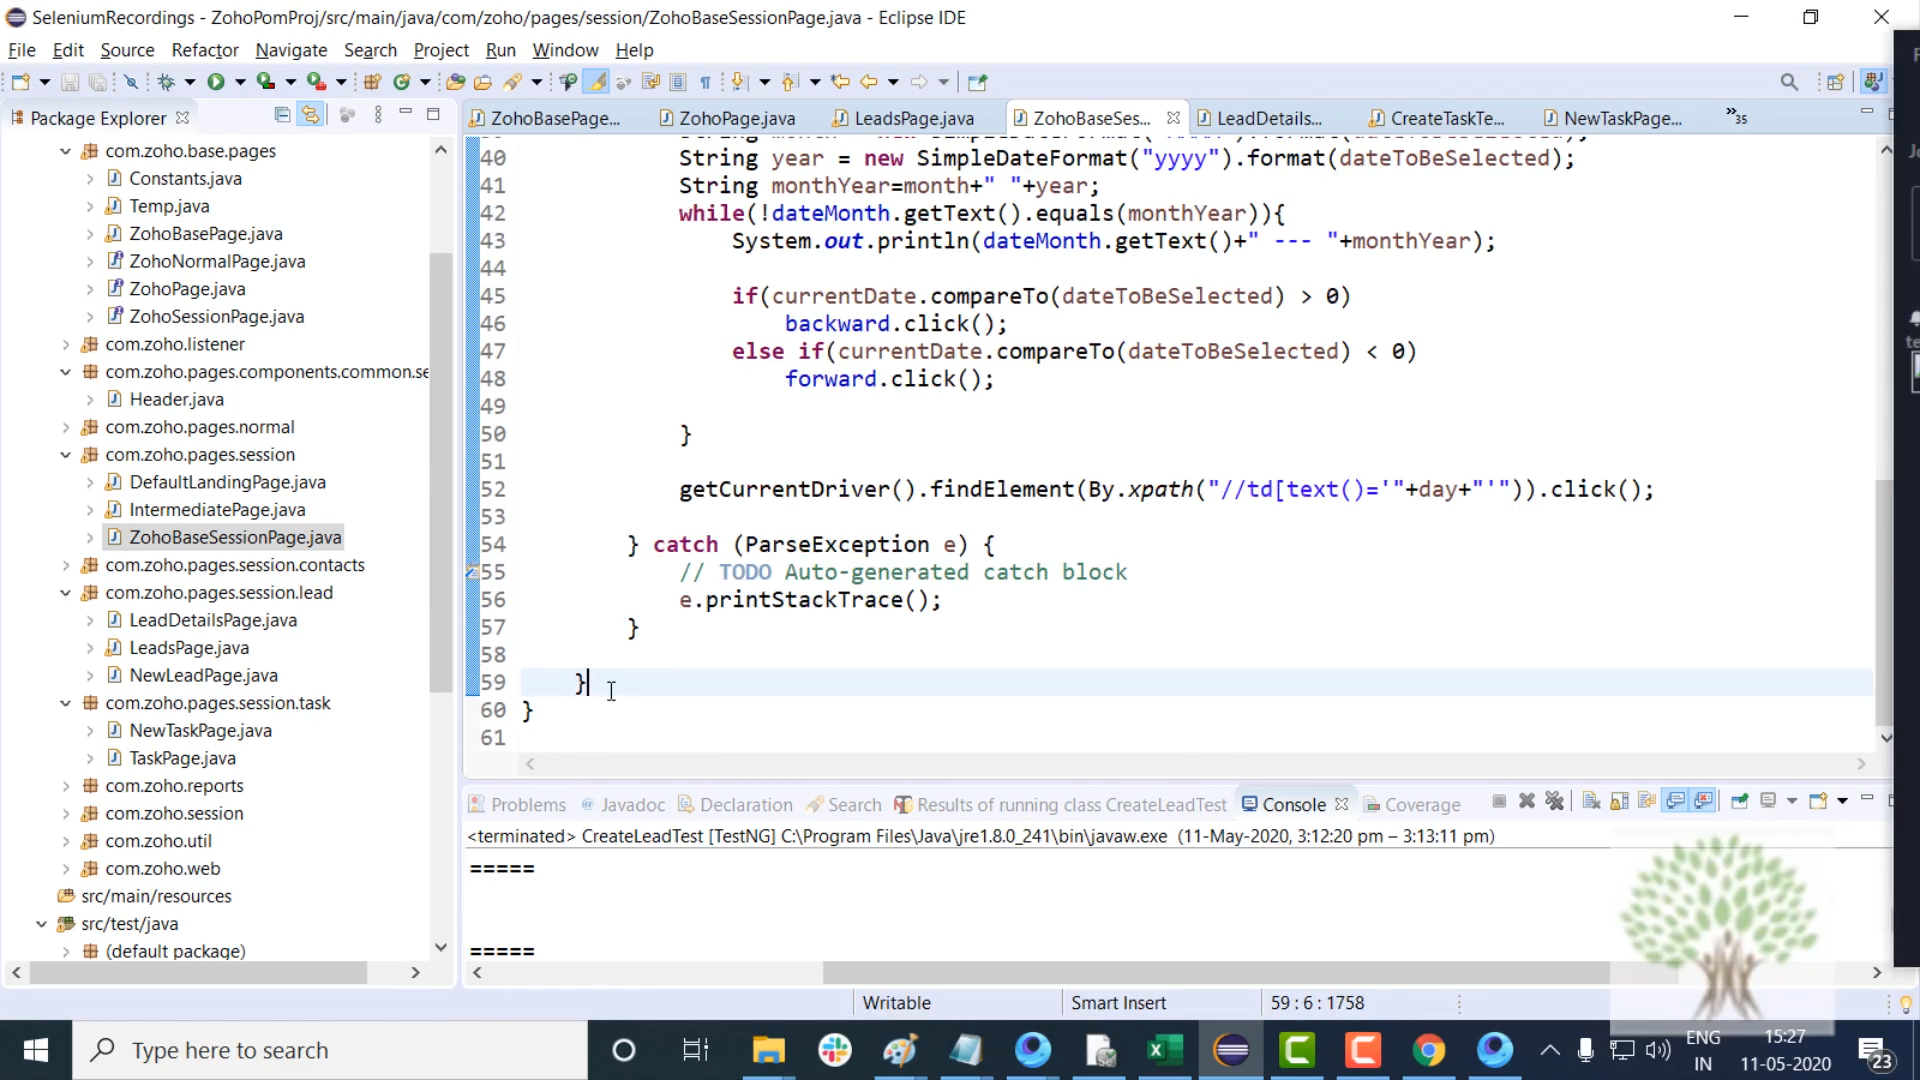 SeleniumRecordings - ZohoPomProj/src/main/java/com/zoho/pages/session/ZohoBaseSessionPage.java - Eclipse IDE
File Edit Source Refactor Navigate Search Project Run Window Help
Package Explorer
ZohoBasePage... ZohoPage.java LeadsPage.java ZohoBaseSes... LeadDetails... CreateTaskTe... NewTaskPage... 35
com.zoho.base.pages
Constants.java
Temp.java
ZohoBasePage.java
ZohoNormalPage.java
ZohoPage.java
ZohoSessionPage.java
com.zoho.listener
com.zoho.pages.components.common.se
Header.java
com.zoho.pages.normal
com.zoho.pages.session
DefaultLandingPage.java
IntermediatePage.java
ZohoBaseSessionPage.java
com.zoho.pages.session.contacts
com.zoho.pages.session.lead
LeadDetailsPage.java
LeadsPage.java
NewLeadPage.java
com.zoho.pages.session.task
NewTaskPage.java
TaskPage.java
com.zoho.reports
com.zoho.session
com.zoho.util
com.zoho.web
src/main/resources
src/test/java
(default package)
40 String year = new SimpleDateFormat("yyyy").format(dateToBeSelected);
41 String monthYear=month+" "+year;
42 while(!dateMonth.getText().equals(monthYear)){
43 System.out.println(dateMonth.getText()+" --- "+monthYear);
44
45 if(currentDate.compareTo(dateToBeSelected) > 0)
46 backward.click();
47 else if(currentDate.compareTo(dateToBeSelected) < 0)
48 forward.click();
49
50 }
51
52 getCurrentDriver().findElement(By.xpath("//td[text()='"+day+"'")).click();
53
54 } catch (ParseException e) {
55 // TODO Auto-generated catch block
56 e.printStackTrace();
57 }
58
59 }
60 }
61
Problems Javadoc Declaration Search Results of running class CreateLeadTest Console Coverage
<terminated> CreateLeadTest [TestNG] C:\Program Files\Java\jre1.8.0_241\bin\javaw.exe (11-May-2020, 3:12:20 pm – 3:13:11 pm)
=====
=====
Writable Smart Insert 59 : 6 : 1758
Type here to search
ENG
IN
15:27
11-05-2020
23